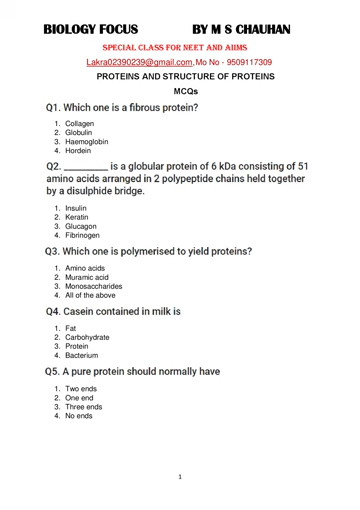 BIOLOGY FOCUS BY M S CHAUHAN
SPECIAL CLASS FOR NEET AND AIIMS
Lakra02390239@gmail.com,Mo No - 9509117309
PROTEINS AND STRUCTURE OF PROTEINS
MCQs
Q1. Which one is a fibrous protein?
1. Collagen
2. Globulin
3. Haemoglobin
4. Hordein
Q2. _________ is a globular protein of 6 kDa consisting of 51
amino acids arranged in 2 polypeptide chains held together
by a disulphide bridge.
1. Insulin
2. Keratin
3. Glucagon
4. Fibrinogen
Q3. Which one is polymerised to yield proteins?
1. Amino acids
2. Muramic acid
3. Monosaccharides
4. All of the above
Q4. Casein contained in milk is
1. Fat
2. Carbohydrate
3. Protein
4. Bacterium
Q5. A pure protein should normally have
1. Two ends
2. One end
3. Three ends
4. No ends
1